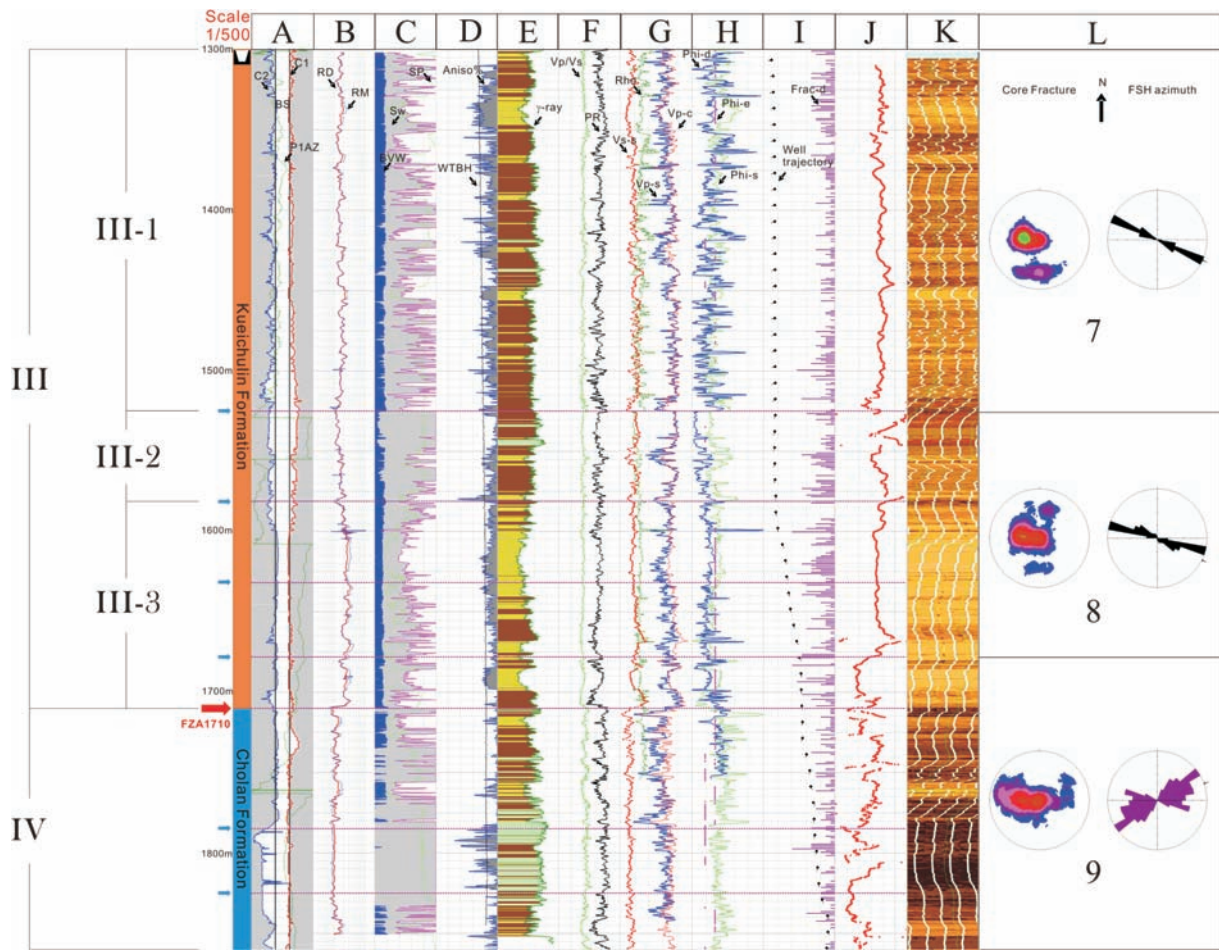 Scale
1/500
A
B
C
D
E
F
G
H
I
J
K
L
1300m
C2
C1
BS
P1AZ
RD
RM
SP
Sw
BVW
Aniso%
WTBH
γ-ray
Vp/Vs
PR
Rho
Vs-s
Vp-s
Vp-c
Phi-d
Phi-e
Phi-s
Frac-d
Well
trajectory
Core Fracture
N
FSH azimuth
III
III-1
1400m
Kueichulin Formation
7
1500m
III-2
1600m
8
III-3
1700m
FZA1710
IV
Cholan Formation
1800m
9